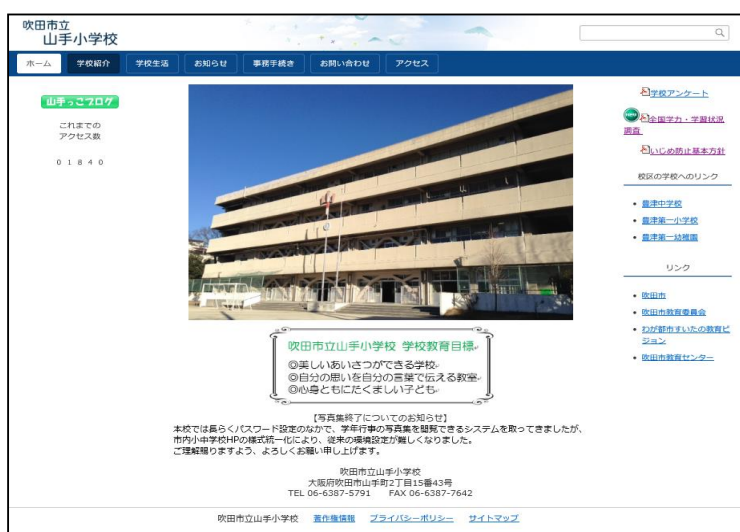 吹田市立
山手小学校
ホーム
学校紹介
学校生活
お知らせ
事務手続き
お問い合わせ
アクセス
山手っこブログ
これまでの
アクセス数
0 1 8 4 0
学校アンケート
全国学力・学習状況
調査
いじめ防止基本方針
校区の学校へのリンク
豊津中学校
豊津第一小学校
豊津第一幼稚園
リンク
吹田市
吹田市教育委員会
わが都市すいたの教育ビ
ジョン
吹田市教育センター
吹田市立山手小学校 学校教育目標
◎美しいあいさつができる学校
◎自分の思いを自分の言葉で伝える教室
◎心身ともにたくましい子ども
【写真集終了についてのお知らせ】
本校では長らくパスワード設定のなかで、学年行事の写真集を閲覧できるシステムを取ってきましたが、
市内小中学校HPの様式統一化により、従来の環境設定が難しくなりました。
ご理解賜りますよう、よろしくお願い申し上げます。
吹田市立山手小学校
大阪府吹田市山手町2丁目15番43号
TEL 06-6387-5791 FAX 06-6387-7642
吹田市立山手小学校 著作権情報 プライバシーポリシー サイトマップ